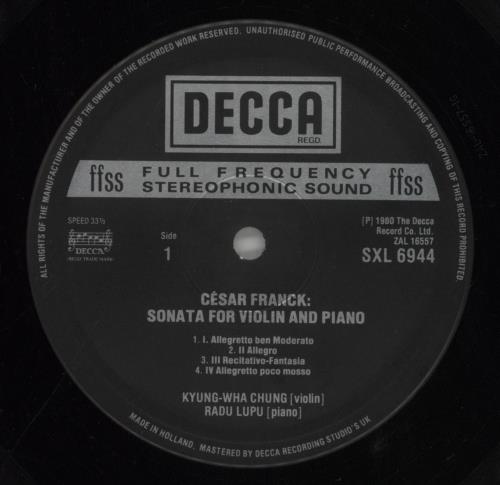 ALL RIGHTS OF THE MANUFACTURER AND OF THE OWNER OF THE RECORDED WORK RESERVED. UNAUTHORISED PUBLIC PERFORMANCE BROADCASTING AND COPYING OF THIS RECORD PROHIBITED
DECCA
REGD.
ffss FULL FREQUENCY STEREOPHONIC SOUND ffss
SPEED 33⅓
DECCA
(REGD TRADE MARK)
Side
1
[P] 1980 The Decca
Record Co. Ltd.
ZAL 16557
SXL 6944
CÉSAR FRANCK:
SONATA FOR VIOLIN AND PIANO
1. I. Allegretto ben Moderato
2. II Allegro
3. III Recitativo-Fantasia
4. IV Allegretto poco mosso
KYUNG-WHA CHUNG [violin]
RADU LUPU [piano]
MADE IN HOLLAND. MASTERED BY DECCA RECORDING STUDIO'S UK